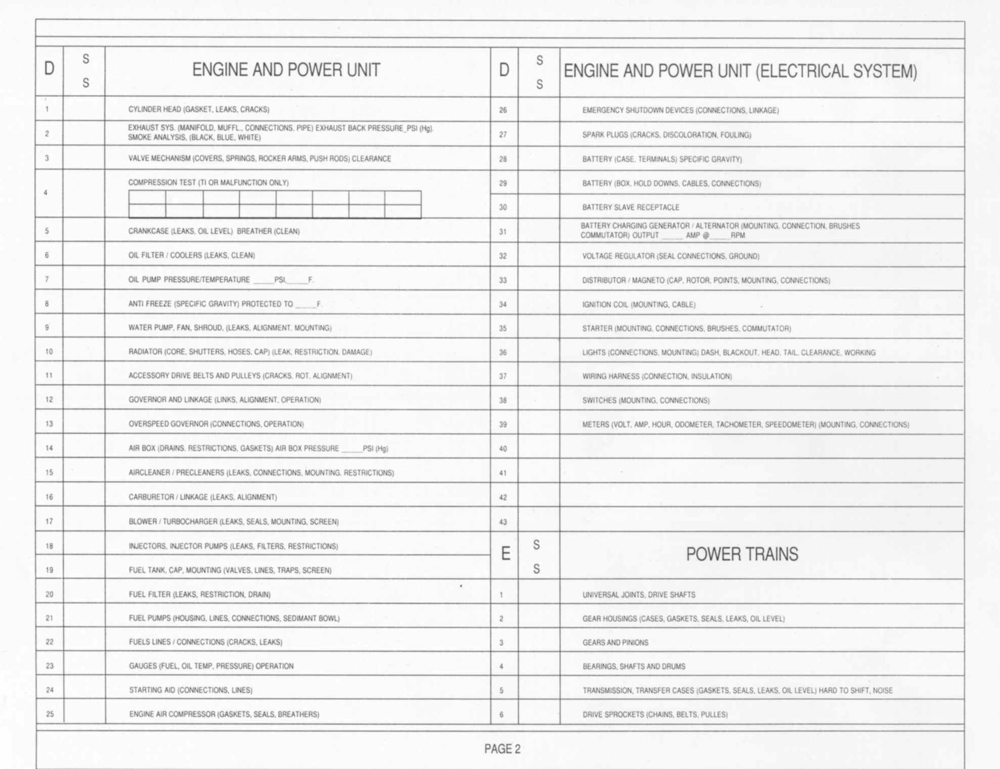 D
S
S
ENGINE AND POWER UNIT
1 CYLINDER HEAD (GASKET, LEAKS, CRACKS)
2 EXHAUST SYS. (MANIFOLD, MUFFL., CONNECTIONS. PIPE) EXHAUST BACK PRESSURE_PSI (Hg).
SMOKE ANALYSIS, (BLACK, BLUE, WHITE)
3 VALVE MECHANISM (COVERS, SPRINGS, ROCKER ARMS, PUSH RODS) CLEARANCE
4 COMPRESSION TEST (TI OR MALFUNCTION ONLY)
5 CRANKCASE (LEAKS, OIL LEVEL) BREATHER (CLEAN)
6 OIL FILTER / COOLERS (LEAKS, CLEAN)
7 OIL PUMP PRESSURE/TEMPERATURE _____PSI,_____F.
8 ANTI FREEZE (SPECIFIC GRAVITY) PROTECTED TO _____F.
9 WATER PUMP, FAN, SHROUD, (LEAKS, ALIGNMENT, MOUNTING)
10 RADIATOR (CORE, SHUTTERS, HOSES, CAP) (LEAK, RESTRICTION, DAMAGE)
11 ACCESSORY DRIVE BELTS AND PULLEYS (CRACKS, ROT, ALIGNMENT)
12 GOVERNOR AND LINKAGE (LINKS, ALIGNMENT, OPERATION)
13 OVERSPEED GOVERNOR (CONNECTIONS, OPERATION)
14 AIR BOX (DRAINS, RESTRICTIONS, GASKETS) AIR BOX PRESSURE _____PSI (Hg)
15 AIRCLEANER / PRECLEANERS (LEAKS, CONNECTIONS, MOUNTING, RESTRICTIONS)
16 CARBURETOR / LINKAGE (LEAKS, ALIGNMENT)
17 BLOWER / TURBOCHARGER (LEAKS, SEALS, MOUNTING, SCREEN)
18 INJECTORS, INJECTOR PUMPS (LEAKS, FILTERS, RESTRICTIONS)
19 FUEL TANK, CAP, MOUNTING (VALVES, LINES, TRAPS, SCREEN)
20 FUEL FILTER (LEAKS, RESTRICTION, DRAIN)
21 FUEL PUMPS (HOUSING, LINES, CONNECTIONS, SEDIMANT BOWL)
22 FUELS LINES / CONNECTIONS (CRACKS, LEAKS)
23 GAUGES (FUEL, OIL TEMP, PRESSURE) OPERATION
24 STARTING AID (CONNECTIONS, LINES)
25 ENGINE AIR COMPRESSOR (GASKETS, SEALS, BREATHERS)
D
S
S
ENGINE AND POWER UNIT (ELECTRICAL SYSTEM)
26 EMERGENCY SHUTDOWN DEVICES (CONNECTIONS, LINKAGE)
27 SPARK PLUGS (CRACKS, DISCOLORATION, FOULING)
28 BATTERY (CASE, TERMINALS) SPECIFIC GRAVITY)
29 BATTERY (BOX, HOLD DOWNS, CABLES, CONNECTIONS)
30 BATTERY SLAVE RECEPTACLE
31 BATTERY CHARGING GENERATOR / ALTERNATOR (MOUNTING, CONNECTION, BRUSHES
COMMUTATOR) OUTPUT _____ AMP @_____RPM
32 VOLTAGE REGULATOR (SEAL CONNECTIONS, GROUND)
33 DISTRIBUTOR / MAGNETO (CAP, ROTOR, POINTS, MOUNTING, CONNECTIONS)
34 IGNITION COIL (MOUNTING, CABLE)
35 STARTER (MOUNTING, CONNECTIONS, BRUSHES, COMMUTATOR)
36 LIGHTS (CONNECTIONS, MOUNTING) DASH, BLACKOUT, HEAD, TAIL, CLEARANCE, WORKING
37 WIRING HARNESS (CONNECTION, INSULATION)
38 SWITCHES (MOUNTING, CONNECTIONS)
39 METERS (VOLT, AMP, HOUR, ODOMETER, TACHOMETER, SPEEDOMETER) (MOUNTING, CONNECTIONS)
40
41
42
43
E
S
S
POWER TRAINS
1 UNIVERSAL JOINTS, DRIVE SHAFTS
2 GEAR HOUSINGS (CASES, GASKETS, SEALS, LEAKS, OIL LEVEL)
3 GEARS AND PINIONS
4 BEARINGS, SHAFTS AND DRUMS
5 TRANSMISSION, TRANSFER CASES (GASKETS, SEALS, LEAKS, OIL LEVEL) HARD TO SHIFT, NOISE
6 DRIVE SPROCKETS (CHAINS, BELTS, PULLES)
PAGE 2